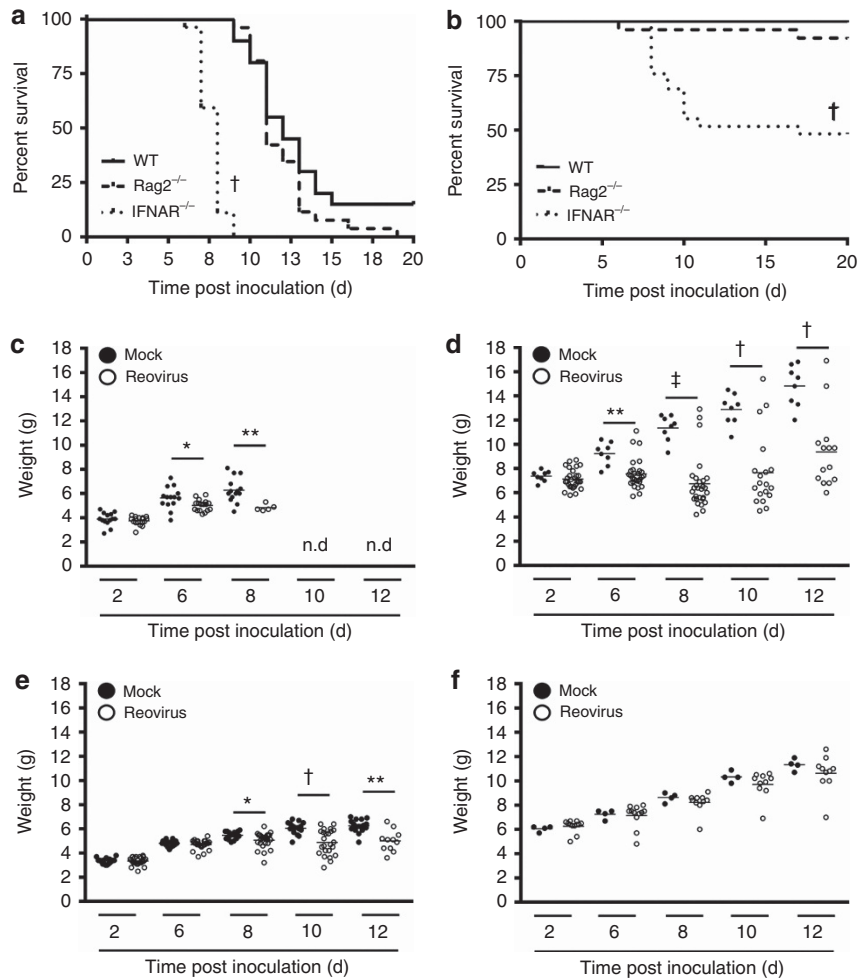 a
100
75
50
25
0
Percent survival
WT
Rag2−/−
IFNAR−/−
†
0 3 5 8 10 13 15 18 20
Time post inoculation (d)
b
100
75
50
25
0
Percent survival
†
WT
Rag2−/−
IFNAR−/−
0 5 10 15 20
Time post inoculation (d)
c
18
16
14
12
10
8
6
4
2
0
Weight (g)
Mock
Reovirus
* **
n.d n.d
2 6 8 10 12
Time post inoculation (d)
d
18
16
14
12
10
8
6
4
2
0
Weight (g)
Mock
Reovirus
** ‡ † †
2 6 8 10 12
Time post inoculation (d)
e
18
16
14
12
10
8
6
4
2
0
Weight (g)
Mock
Reovirus
* † **
2 6 8 10 12
Time post inoculation (d)
f
18
16
14
12
10
8
6
4
2
0
Weight (g)
Mock
Reovirus
2 6 8 10 12
Time post inoculation (d)